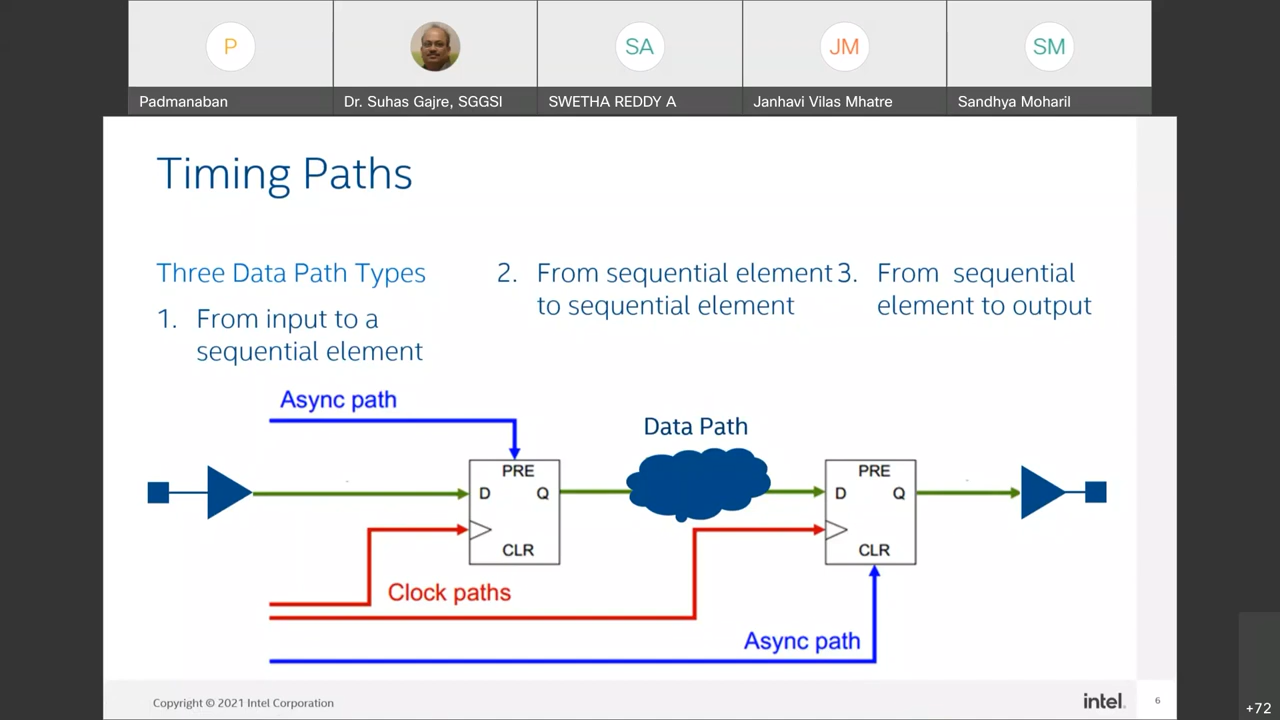 P
SA
JM
SM
Padmanaban
Dr. Suhas Gajre, SGGSI
SWETHA REDDY A
Janhavi Vilas Mhatre
Sandhya Moharil
Timing Paths
Three Data Path Types
1. From input to a
sequential element
2. From sequential element
to sequential element
3. From sequential
element to output
Async path
Data Path
PRE
D
Q
CLR
PRE
D
Q
CLR
Clock paths
Async path
Copyright © 2021 Intel Corporation
intel.
6
+72